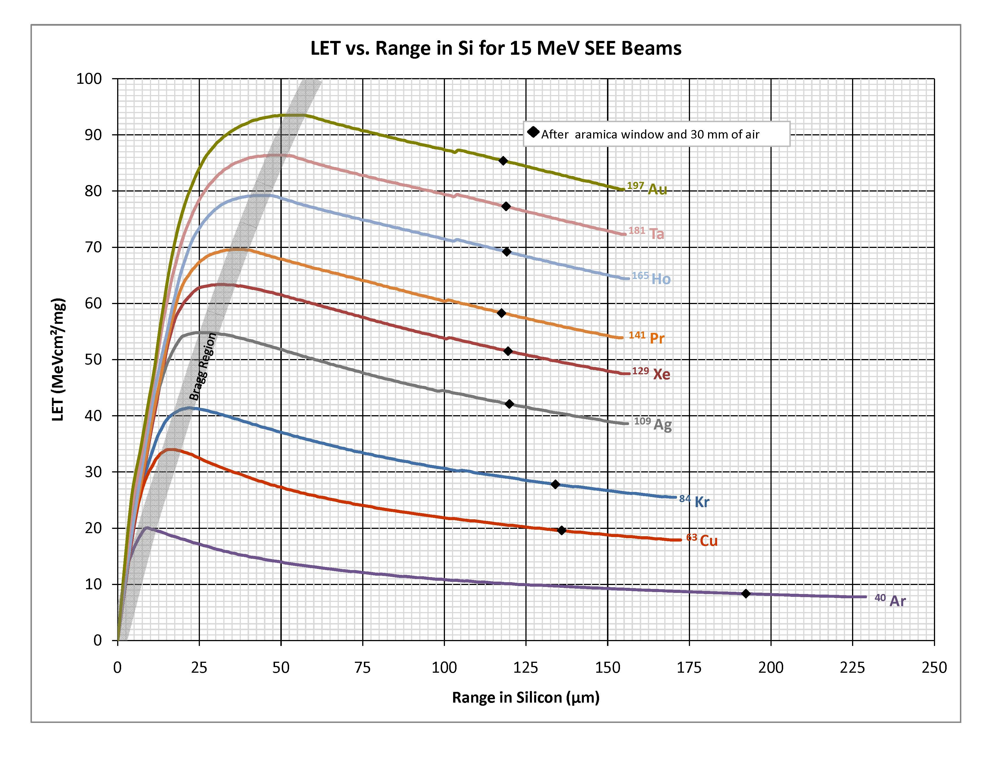 LET vs. Range in Si for 15 MeV SEE Beams
LET (MeVcm²/mg)
100
90
80
70
60
50
40
30
20
10
0
After aramica window and 30 mm of air
197 Au
181 Ta
165 Ho
141 Pr
129 Xe
109 Ag
84 Kr
63 Cu
40 Ar
Bragg Region
0 25 50 75 100 125 150 175 200 225 250
Range in Silicon (µm)